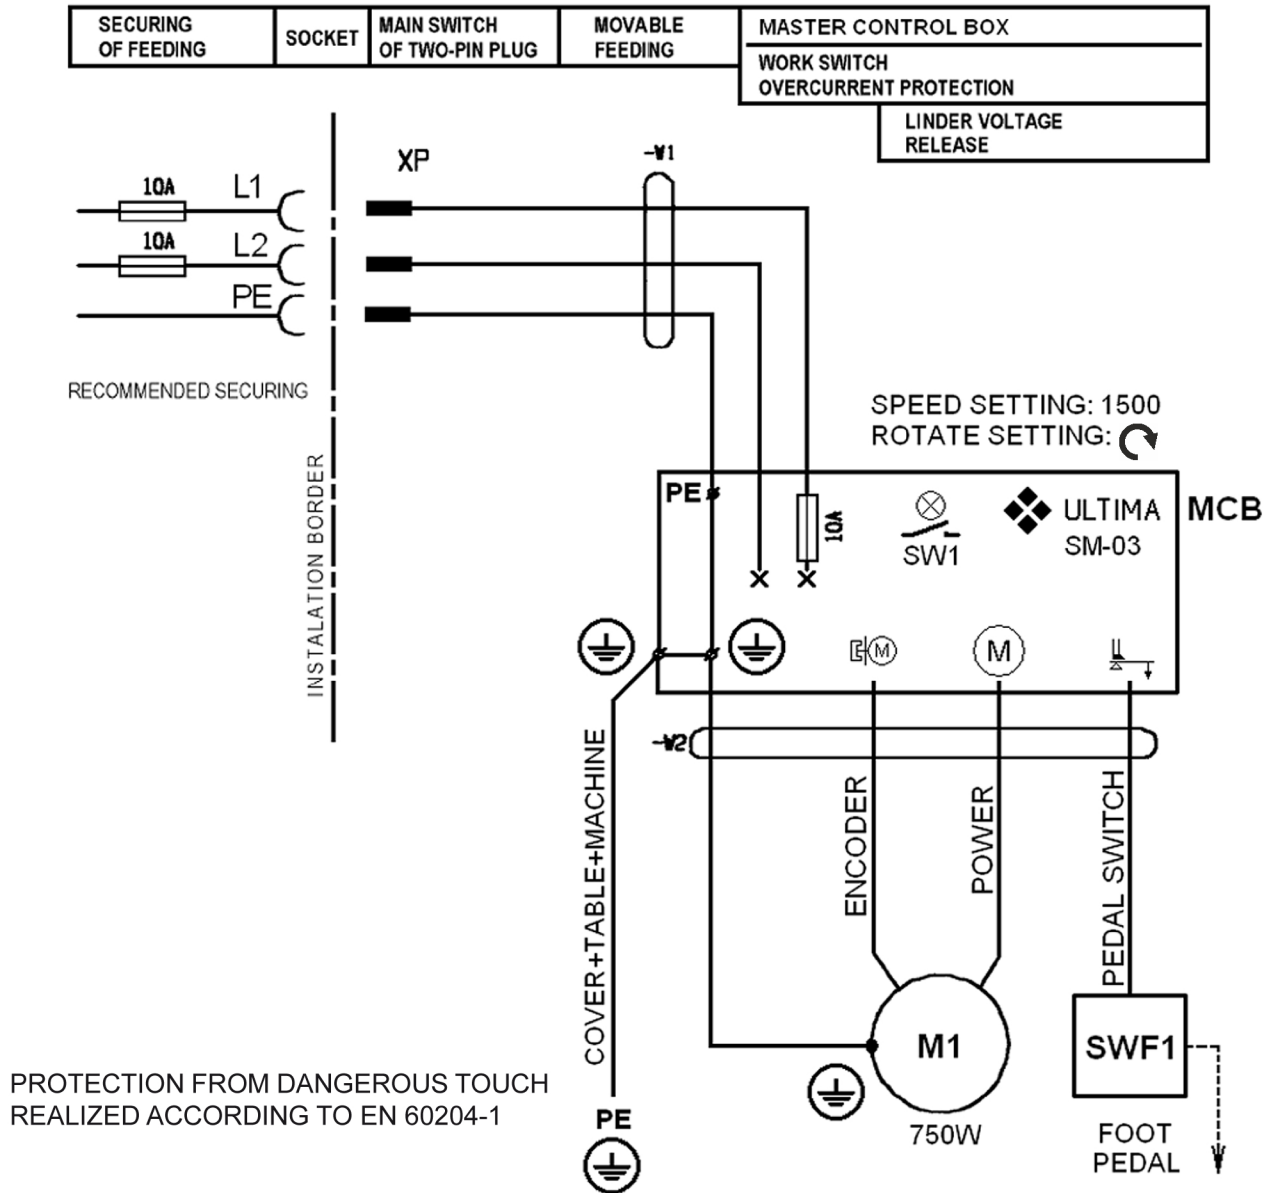 SECURING
OF FEEDING
SOCKET
MAIN SWITCH
OF TWO-PIN PLUG
MOVABLE
FEEDING
MASTER CONTROL BOX
WORK SWITCH
OVERCURRENT PROTECTION
LINDER VOLTAGE
RELEASE
XP
-W1
10A
L1
10A
L2
PE
RECOMMENDED SECURING
INSTALATION BORDER
SPEED SETTING: 1500
ROTATE SETTING:
PE
10A
SW1
ULTIMA
SM-03
MCB
M
M
-W2
COVER+TABLE+MACHINE
ENCODER
POWER
PEDAL SWITCH
M1
SWF1
750W
PE
FOOT
PEDAL
PROTECTION FROM DANGEROUS TOUCH
REALIZED ACCORDING TO EN 60204-1